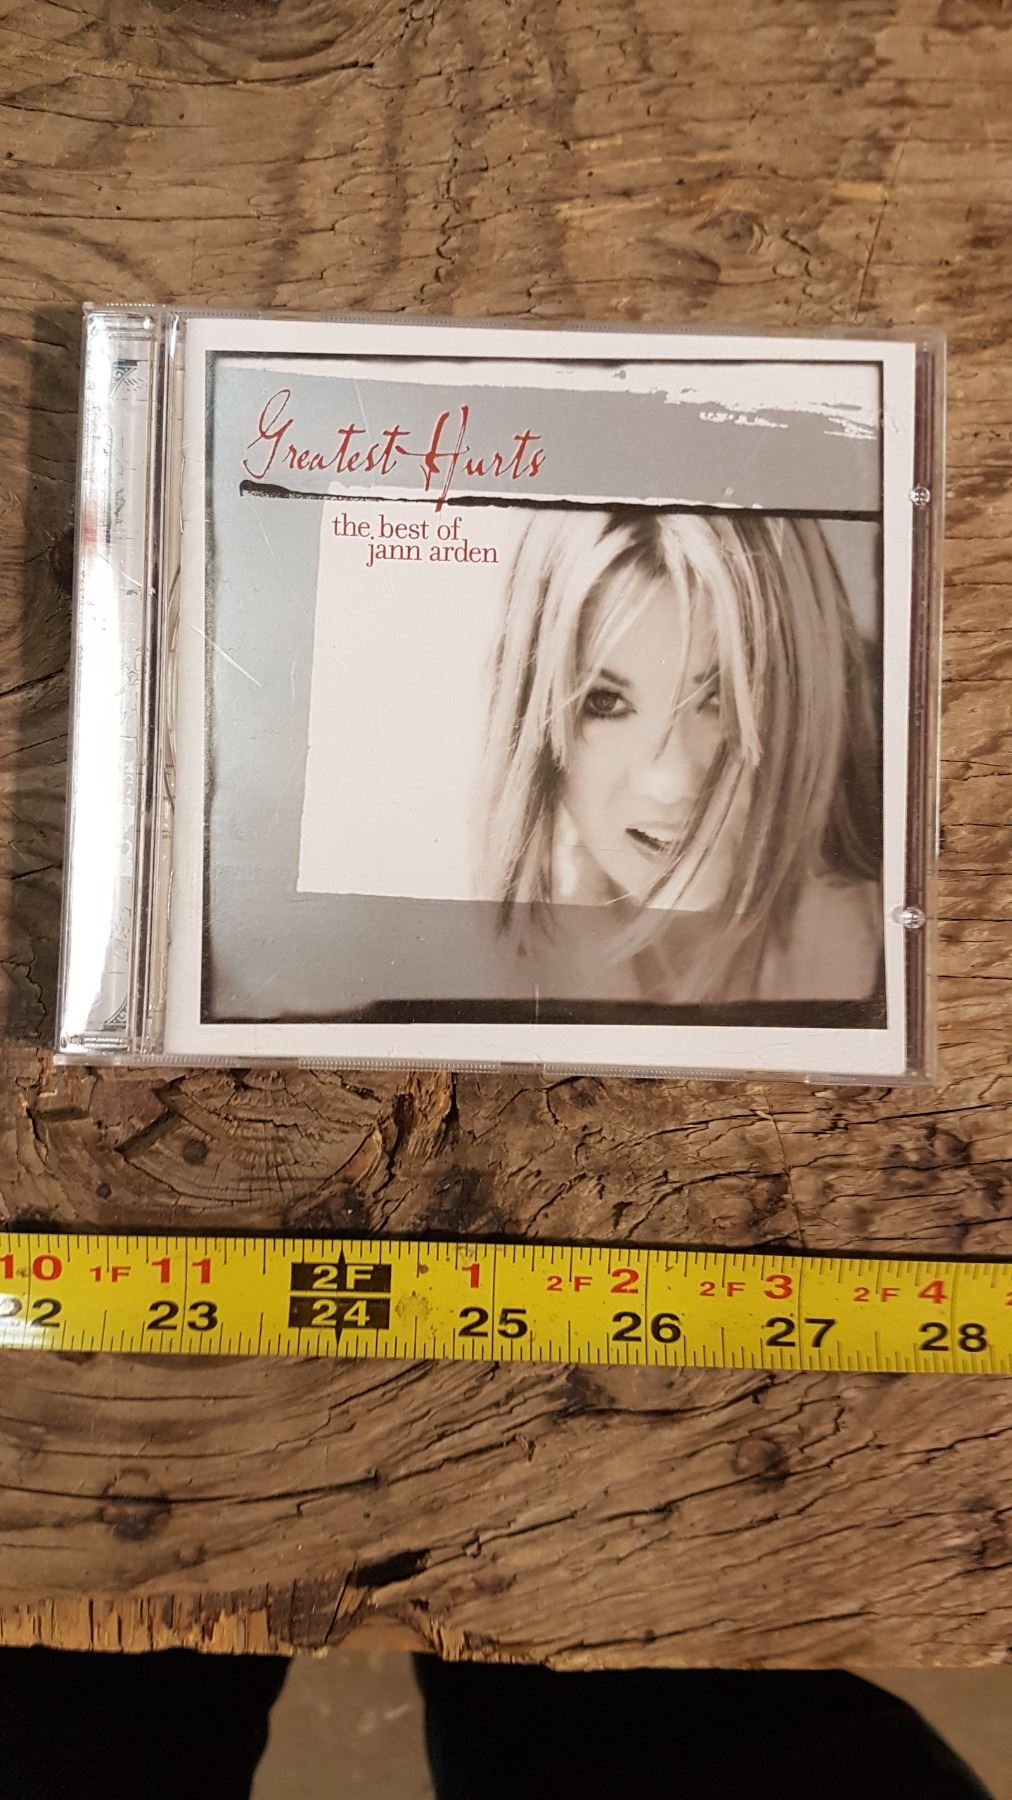 Greatest Hurts
the best of
jann arden
10 1F 11 2F 1 2F 2 2F 3 2F 4
22 23 24 25 26 27 28